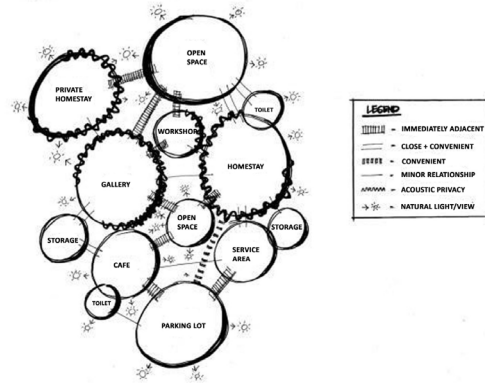 OPEN
SPACE
PRIVATE
HOMESTAY
TOILET
WORKSHOP
HOMESTAY
GALLERY
OPEN
SPACE
STORAGE
STORAGE
SERVICE
AREA
CAFE
TOILET
PARKING LOT
LEGEND
- IMMEDIATELY ADJACENT
- CLOSE + CONVENIENT
- CONVENIENT
- MINOR RELATIONSHIP
- ACOUSTIC PRIVACY
- NATURAL LIGHT/VIEW